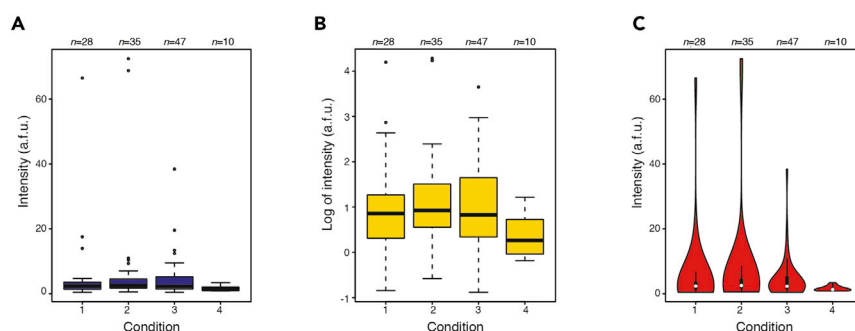 A
n=28 n=35 n=47 n=10
Intensity (a.f.u.)
60
40
20
0
1 2 3 4
Condition
B
n=28 n=35 n=47 n=10
Log of intensity (a.f.u.)
4
3
2
1
0
-1
1 2 3 4
Condition
C
n=28 n=35 n=47 n=10
Intensity (a.f.u.)
60
40
20
0
1 2 3 4
Condition